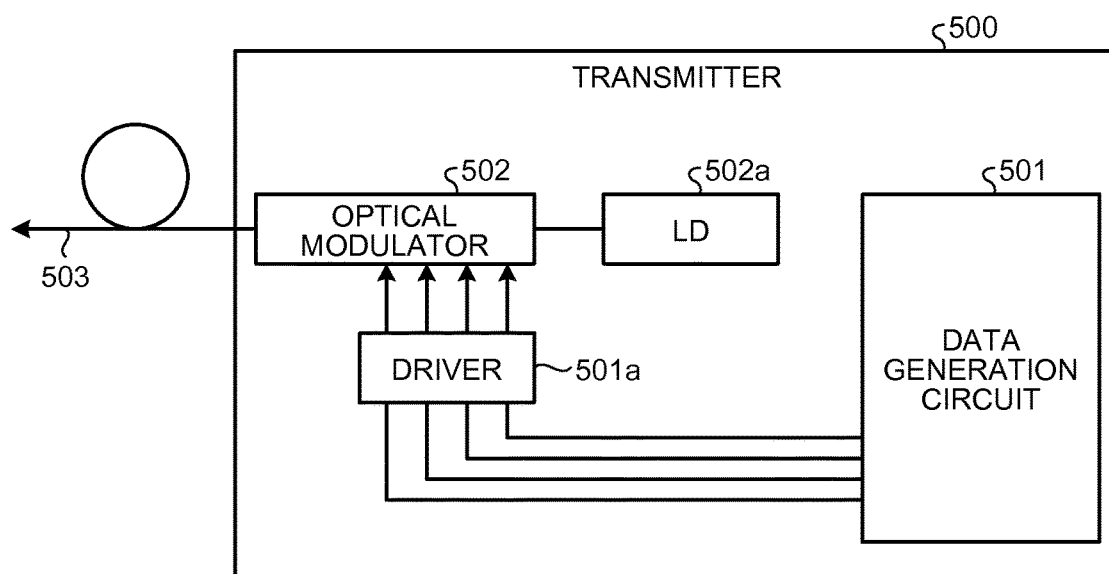 500
TRANSMITTER
502
502a
501
OPTICAL
MODULATOR
LD
503
DRIVER
501a
DATA
GENERATION
CIRCUIT